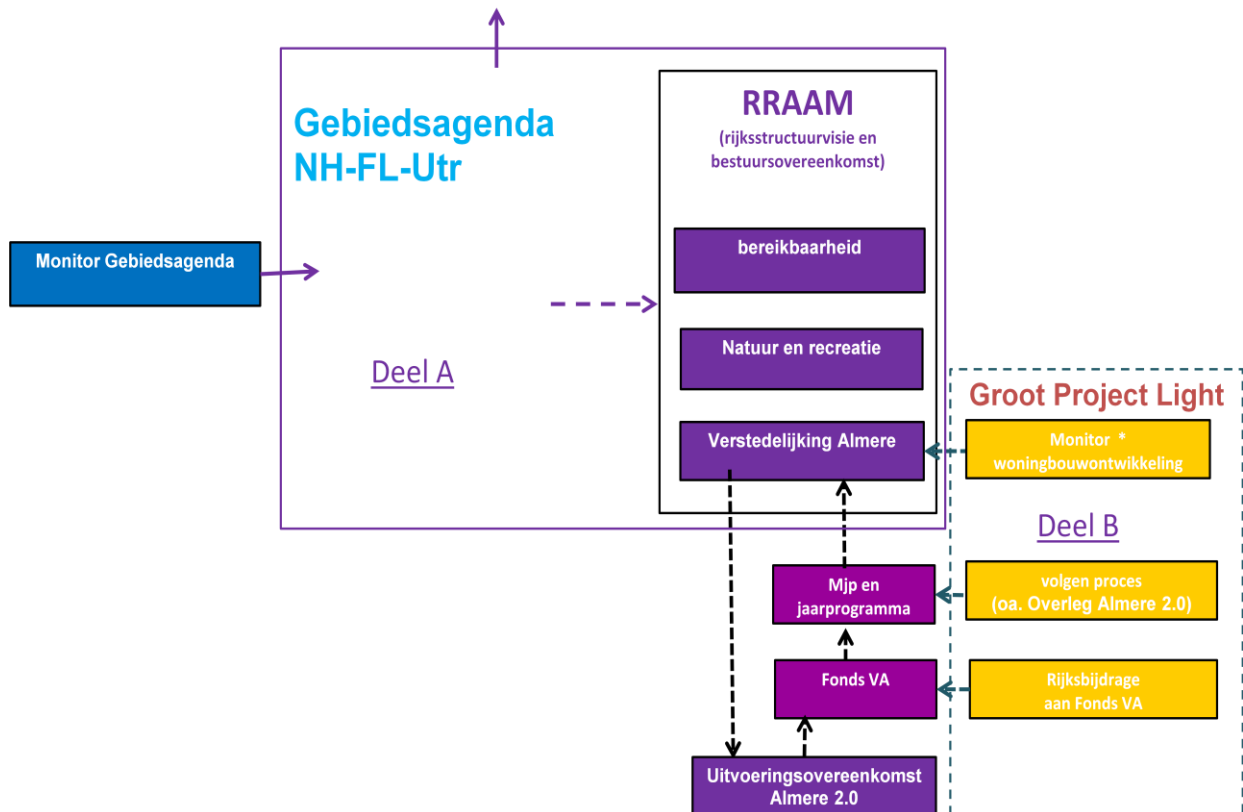 Gebiedsagenda
NH-FL-Utr
RRAAM
(rijksstructuurvisie en
bestuursovereenkomst)
Monitor Gebiedsagenda
bereikbaarheid
Natuur en recreatie
Deel A
Verstedelijking Almere
Groot Project Light
Monitor *
woningbouwontwikkeling
Deel B
Mjp en
jaarprogramma
volgen proces
(oa. Overleg Almere 2.0)
Fonds VA
Rijksbijdrage
aan Fonds VA
Uitvoeringsovereenkomst
Almere 2.0